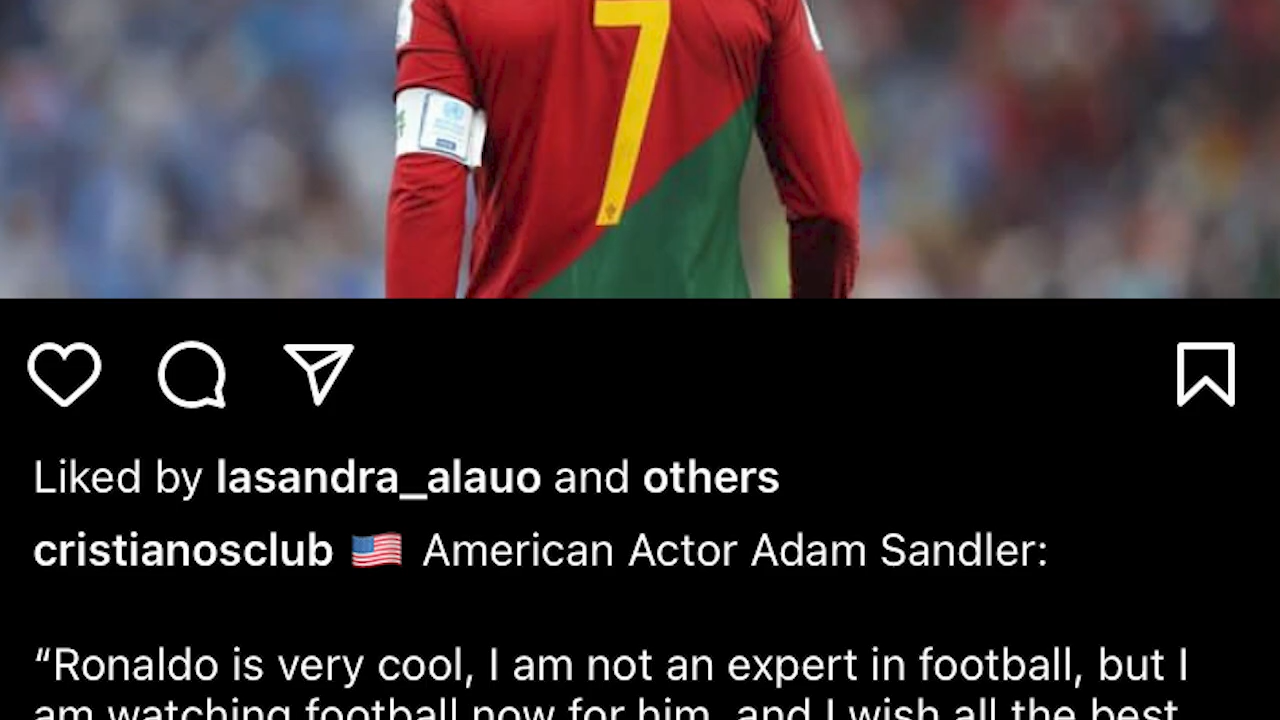 7
Liked by lasandra_alauo and others
cristianosclub 🇺🇸 American Actor Adam Sandler:
“Ronaldo is very cool, I am not an expert in football, but I
am watching football now for him, and I wish all the best